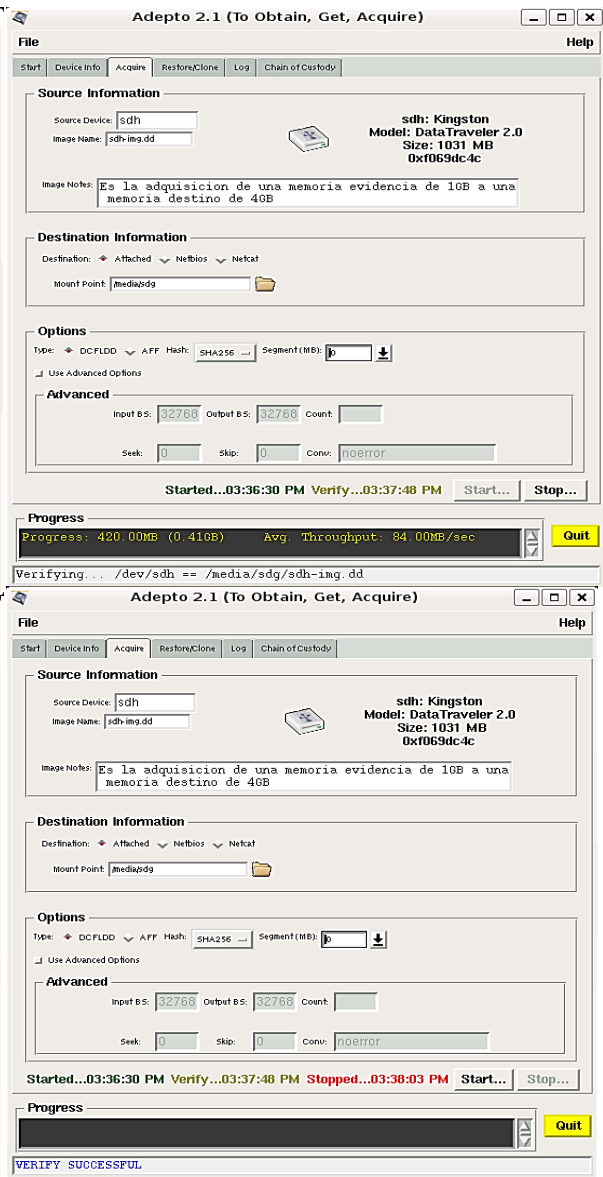 Adepto 2.1 (To Obtain, Get, Acquire)
File Help
Start Device Info Acquire Restore/Clone Log Chain of Custody
Source Information
Source Device: sdh
Image Name: sdh-img.dd
sdh: Kingston
Model: DataTraveler 2.0
Size: 1031 MB
0xf069dc4c
Image Notes: Es la adquisicion de una memoria evidencia de 1GB a una
memoria destino de 4GB
Destination Information
Destination: Attached Netbios Netcat
Mount Point: /media/sdg
Options
Type: DCFLDD AFF Hash: SHA256 Segment (MB): 0
Use Advanced Options
Advanced
Input BS: 32768 Output BS: 32768 Count:
Seek: 0 Skip: 0 Conv: noerror
Started...03:36:30 PM Verify...03:37:48 PM Start... Stop...
Progress
Progress: 420.00MB (0.41GB) Avg. Throughput: 84.00MB/sec
Quit
Verifying... /dev/sdh == /media/sdg/sdh-img.dd
Adepto 2.1 (To Obtain, Get, Acquire)
File Help
Start Device Info Acquire Restore/Clone Log Chain of Custody
Source Information
Source Device: sdh
Image Name: sdh-img.dd
sdh: Kingston
Model: DataTraveler 2.0
Size: 1031 MB
0xf069dc4c
Image Notes: Es la adquisicion de una memoria evidencia de 1GB a una
memoria destino de 4GB
Destination Information
Destination: Attached Netbios Netcat
Mount Point: /media/sdg
Options
Type: DCFLDD AFF Hash: SHA256 Segment (MB): 0
Use Advanced Options
Advanced
Input BS: 32768 Output BS: 32768 Count:
Seek: 0 Skip: 0 Conv: noerror
Started...03:36:30 PM Verify...03:37:48 PM Stopped...03:38:03 PM Start... Stop...
Progress
Quit
VERIFY SUCCESSFUL